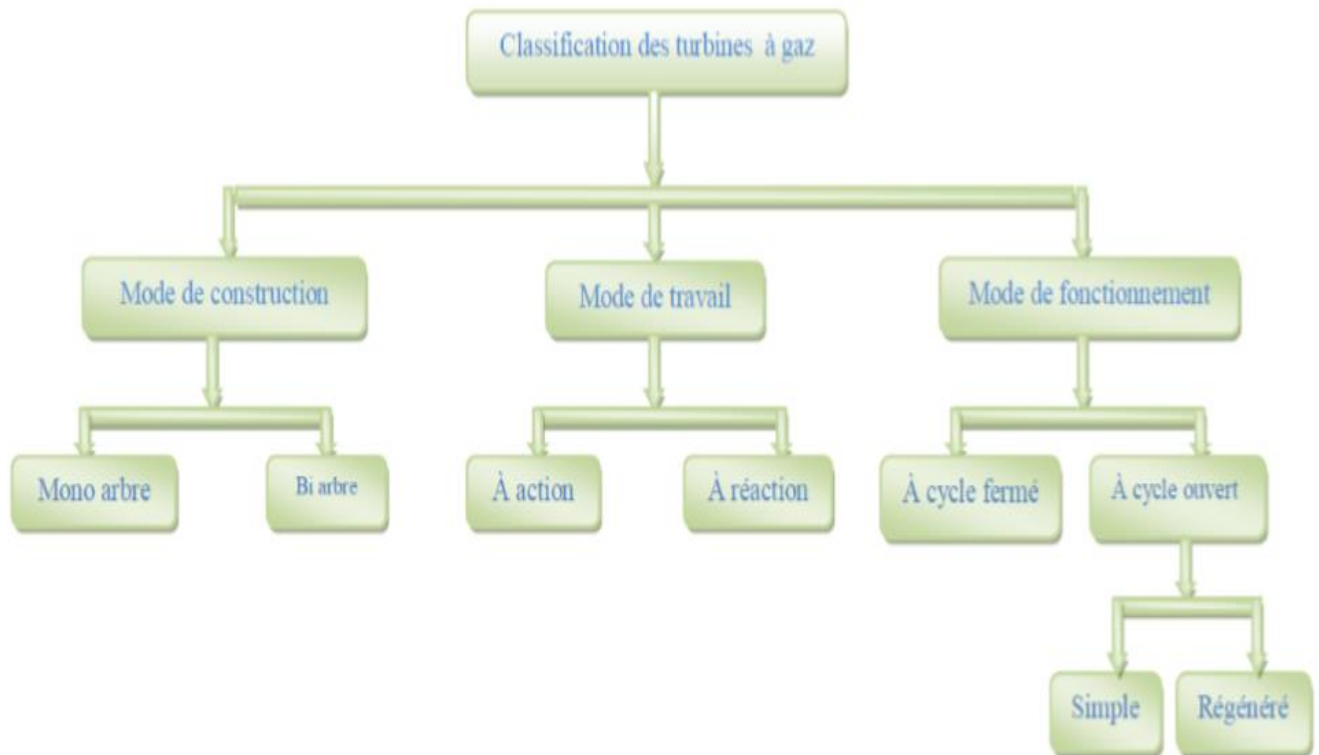 Classification des turbines à gaz
Mode de construction
Mode de travail
Mode de fonctionnement
Mono arbre
Bi arbre
À action
À réaction
À cycle fermé
À cycle ouvert
Simple
Régénéré